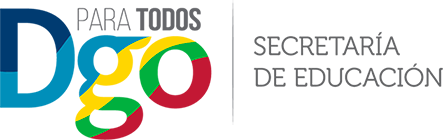 PARA TODOS
Dgo
SECRETARÍA
DE EDUCACIÓN